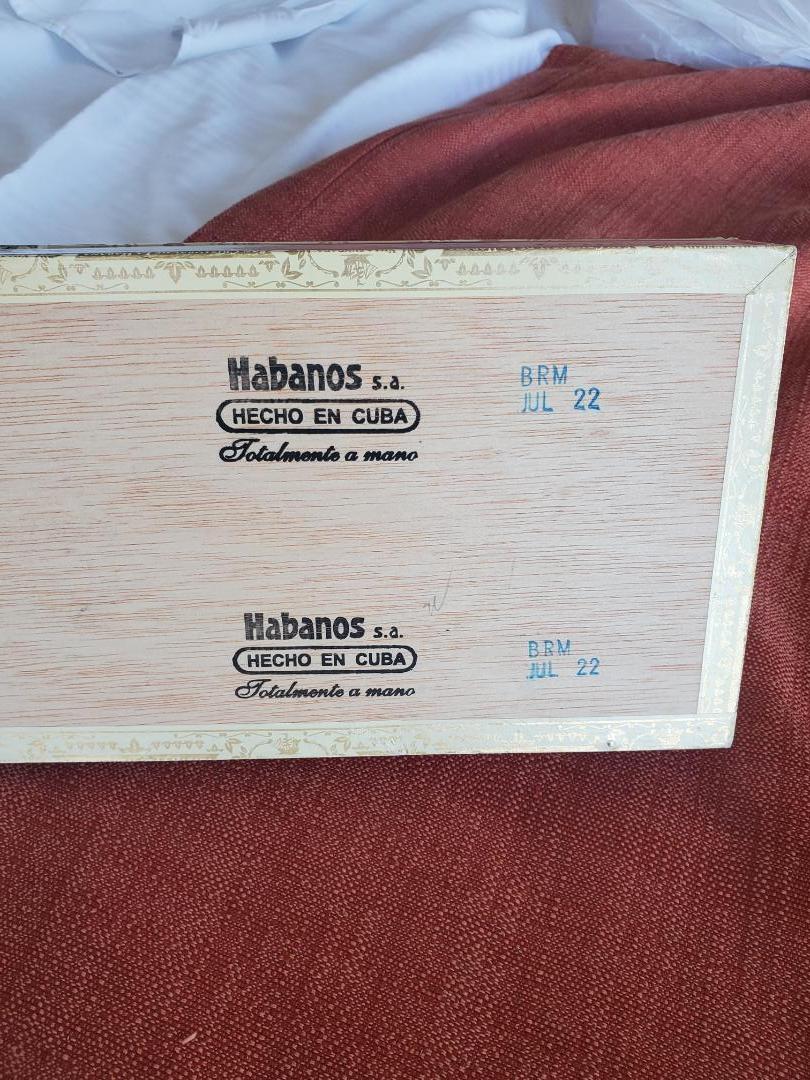 Habanos s.a.
HECHO EN CUBA
Totalmente a mano
BRM
JUL 22
Habanos s.a.
HECHO EN CUBA
Totalmente a mano
BRM
JUL 22